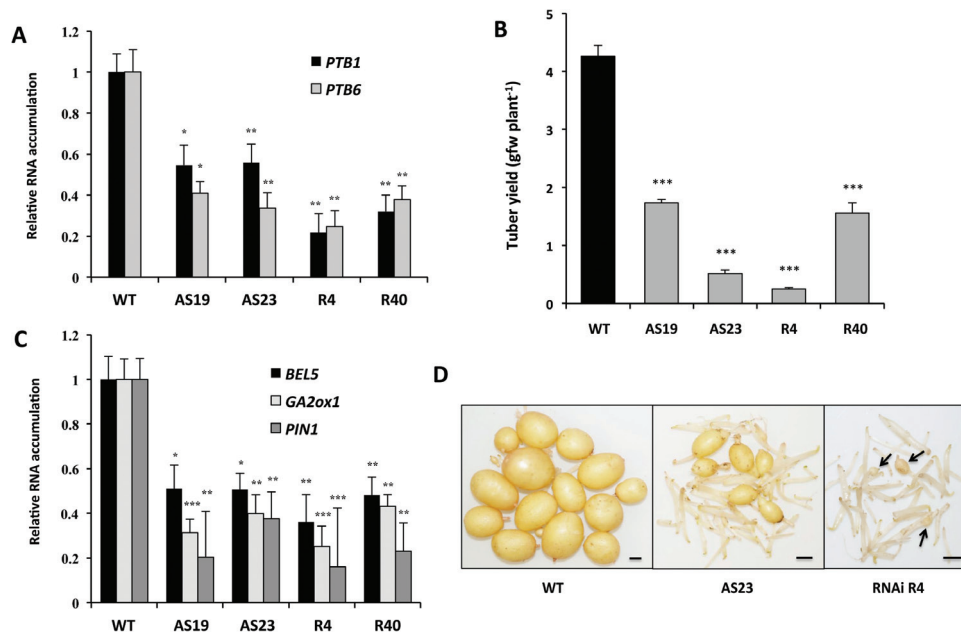 A
Relative RNA accumulation
1.2
1
0.8
0.6
0.4
0.2
0
PTB1
PTB6
* * ** ** ** ** ** **
WT AS19 AS23 R4 R40
B
Tuber yield (gfw plant-1)
5
4
3
2
1
0
*** *** *** ***
WT AS19 AS23 R4 R40
C
Relative RNA accumulation
1.2
1
0.8
0.6
0.4
0.2
0
BEL5
GA2ox1
PIN1
* *** ** * ** ** ** *** *** ** ** **
WT AS19 AS23 R4 R40
D
WT AS23 RNAi R4